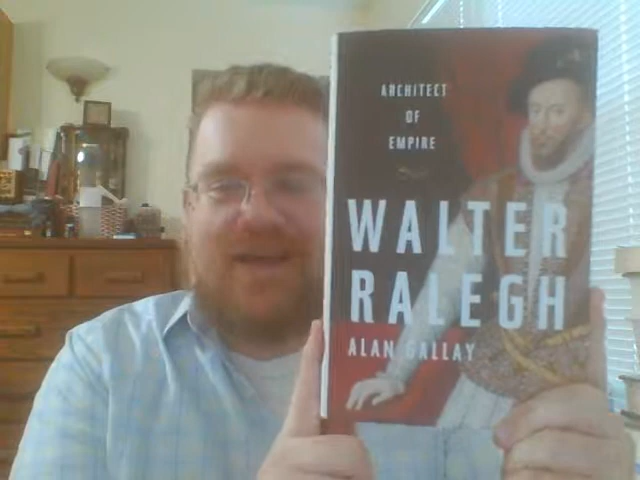 ARCHITECT
OF
EMPIRE
WALTER
RALEGH
ALAN GALLAY